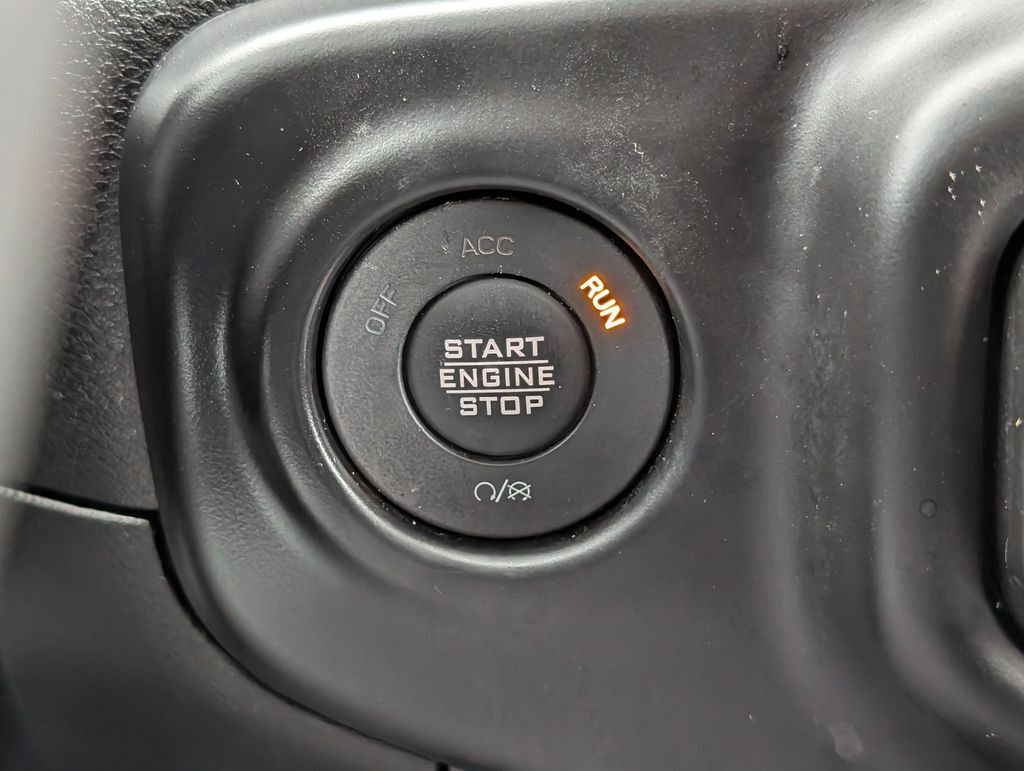 ACC
OFF
RUN
START
ENGINE
STOP